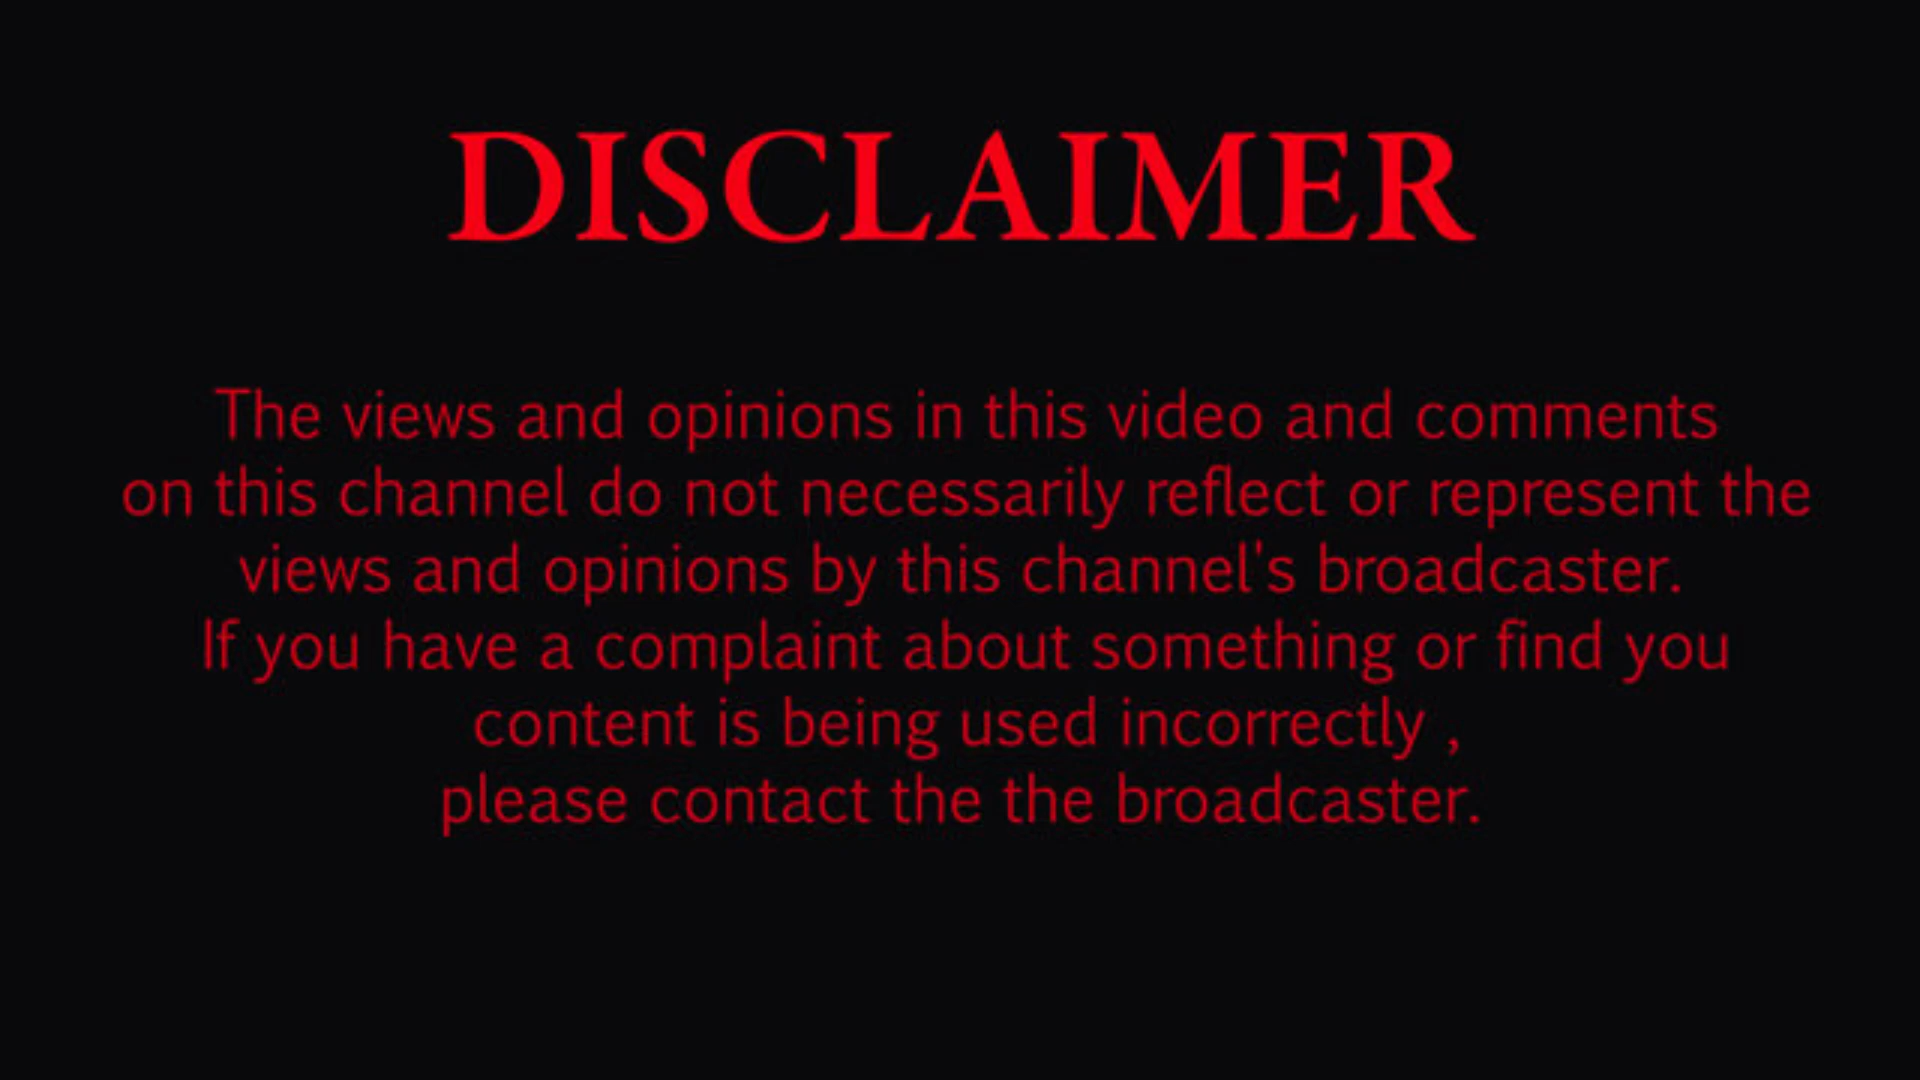 DISCLAIMER
The views and opinions in this video and comments
on this channel do not necessarily reflect or represent the
views and opinions by this channel's broadcaster.
If you have a complaint about something or find you
content is being used incorrectly ,
please contact the the broadcaster.